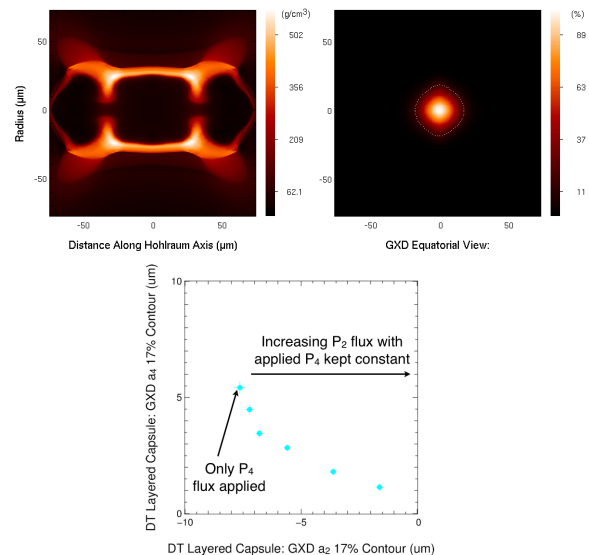 (g/cm³)
50
0
-50
Radius (μm)
502
356
209
62.1
-50
0
50
Distance Along Hohlraum Axis (μm)
(%)
50
0
-50
89
63
37
11
-50
0
50
GXD Equatorial View:
DT Layered Capsule: GXD a₄ 17% Contour (um)
10
5
0
Increasing P₂ flux with
applied P₄ kept constant
Only P₄
flux applied
-10
-5
0
DT Layered Capsule: GXD a₂ 17% Contour (um)